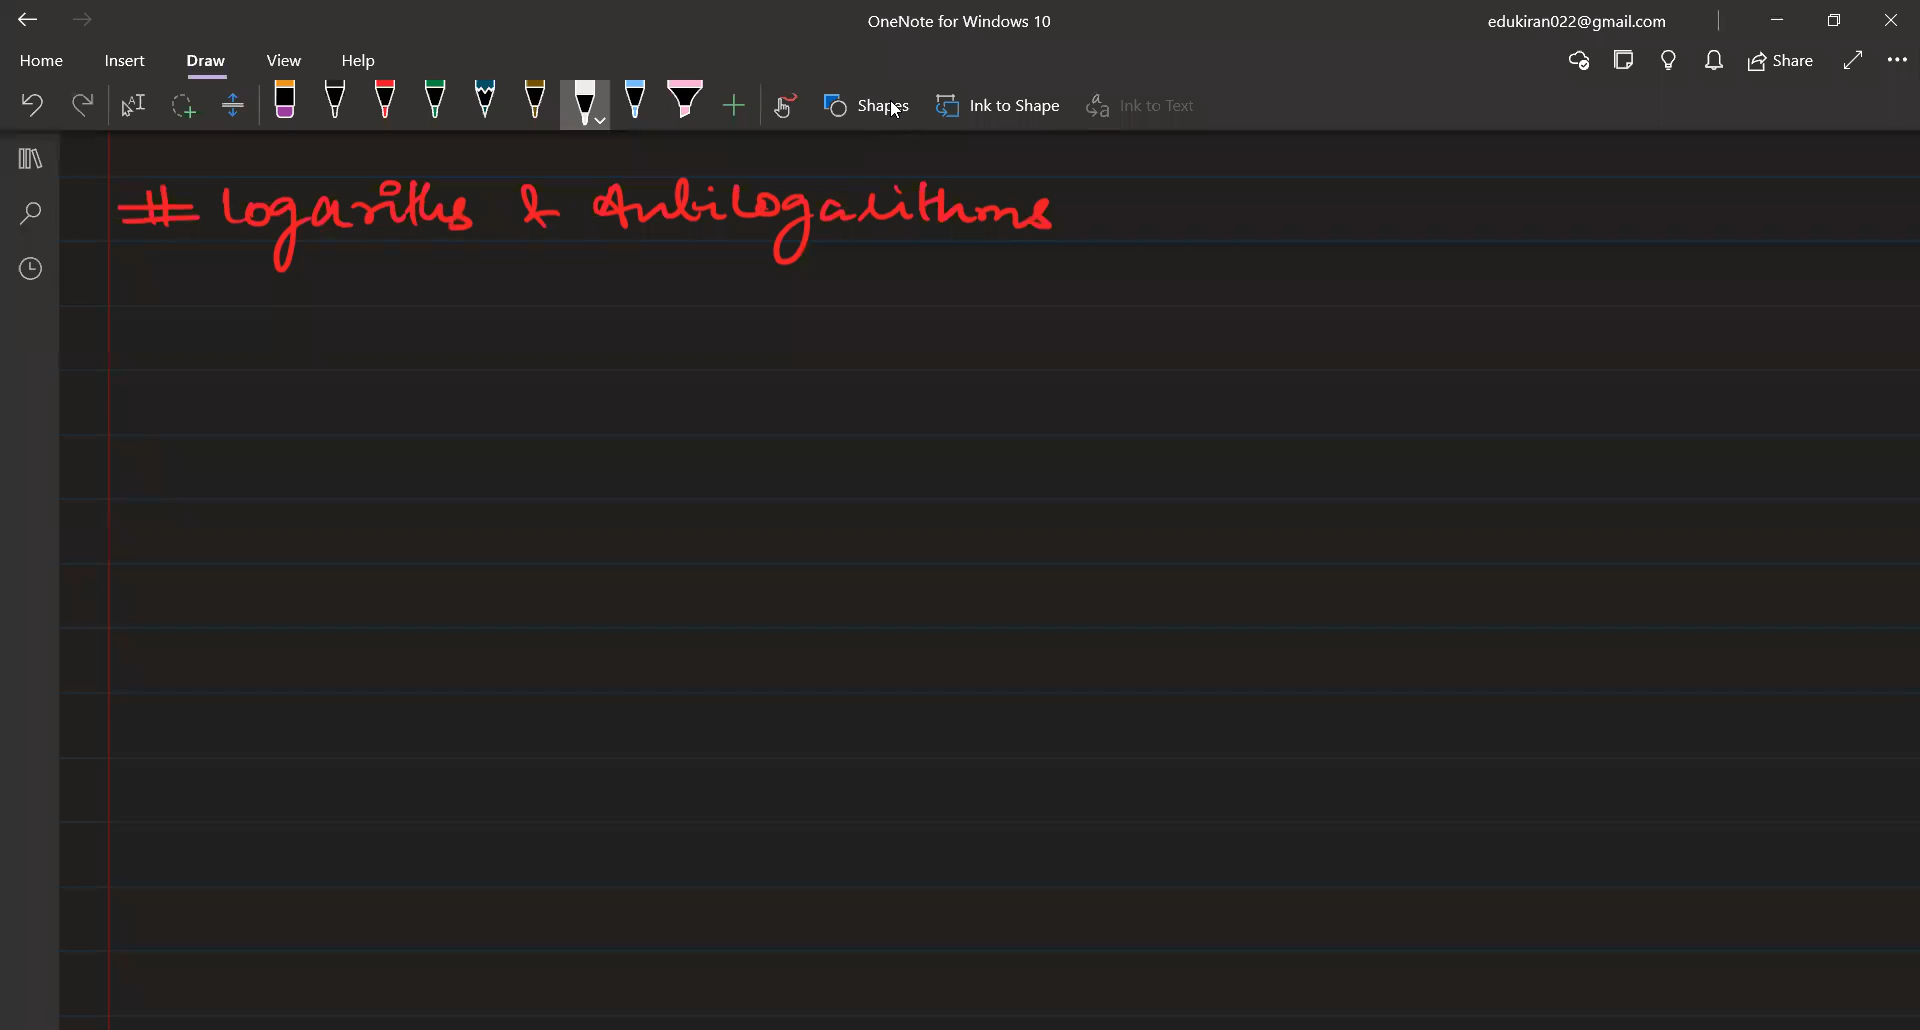 OneNote for Windows 10
edukiran022@gmail.com
Home Insert Draw View Help
Share
Shapes Ink to Shape Ink to Text
# Logariths & Antilogarithms